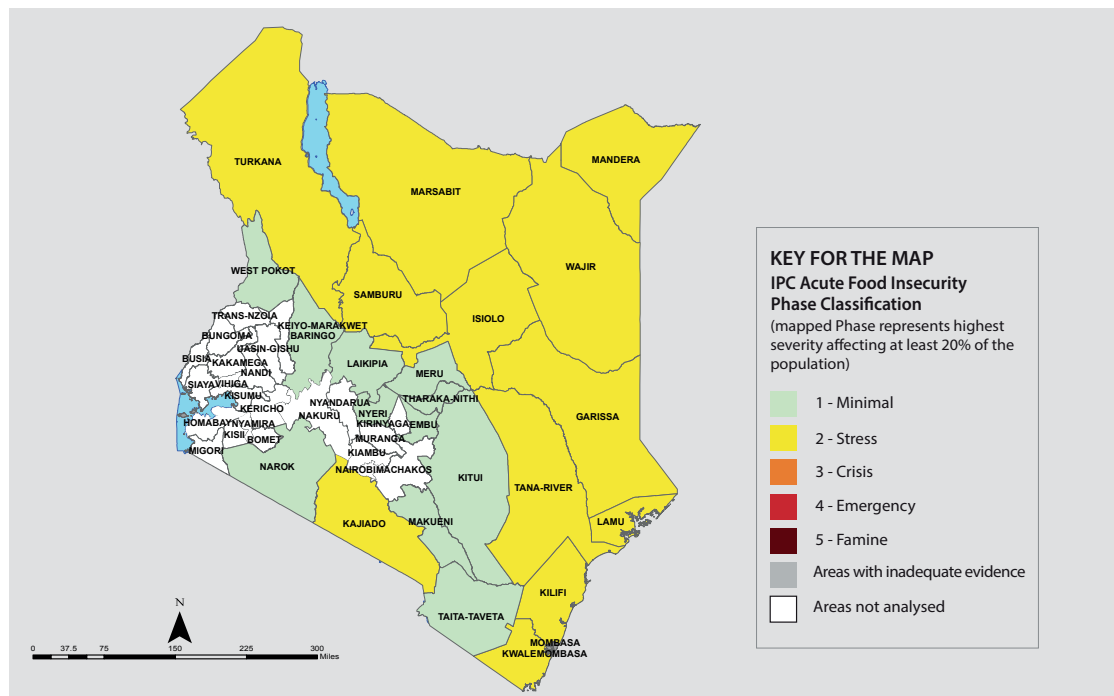 TURKANA
MANDERA
MARSABIT
WAJIR
WEST POKOT
SAMBURU
ISIOLO
TRANS-NZOIA
KEIYO-MARAKWET
BUNGOMA
BARINGO
UASIN-GISHU
BUSIA
KAKAMEGA
LAIKIPIA
NANDI
MERU
SIAYA
VIHIGA
KISUMU
THARAKA-NITHI
KERICHO
NYANDARUA
NYERI
GARISSA
HOMABAY
NYAMIRA
NAKURU
KIRINYAGA
EMBU
KISII
BOMET
MURANGA
MIGORI
KIAMBU
NAROK
NAIROBI
MACHAKOS
KITUI
TANA-RIVER
KAJIADO
MAKUENI
LAMU
KILIFI
TAITA-TAVETA
MOMBASA
KWALE
MOMBASA
KEY FOR THE MAP
IPC Acute Food Insecurity
Phase Classification
(mapped Phase represents highest
severity affecting at least 20% of the
population)
1 - Minimal
2 - Stress
3 - Crisis
4 - Emergency
5 - Famine
Areas with inadequate evidence
Areas not analysed
N
0 37.5 75 150 225 300
Miles